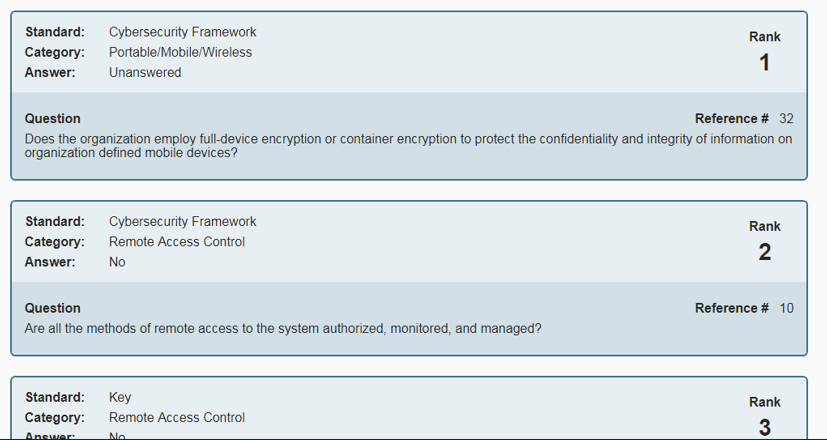 Standard: Cybersecurity Framework
Rank
Category: Portable/Mobile/Wireless
1
Answer: Unanswered
Question Reference # 32
Does the organization employ full-device encryption or container encryption to protect the confidentiality and integrity of information on
organization defined mobile devices?
Standard: Cybersecurity Framework
Rank
Category: Remote Access Control
2
Answer: No
Question Reference # 10
Are all the methods of remote access to the system authorized, monitored, and managed?
Standard: Key
Rank
Category: Remote Access Control
3
Answer: No